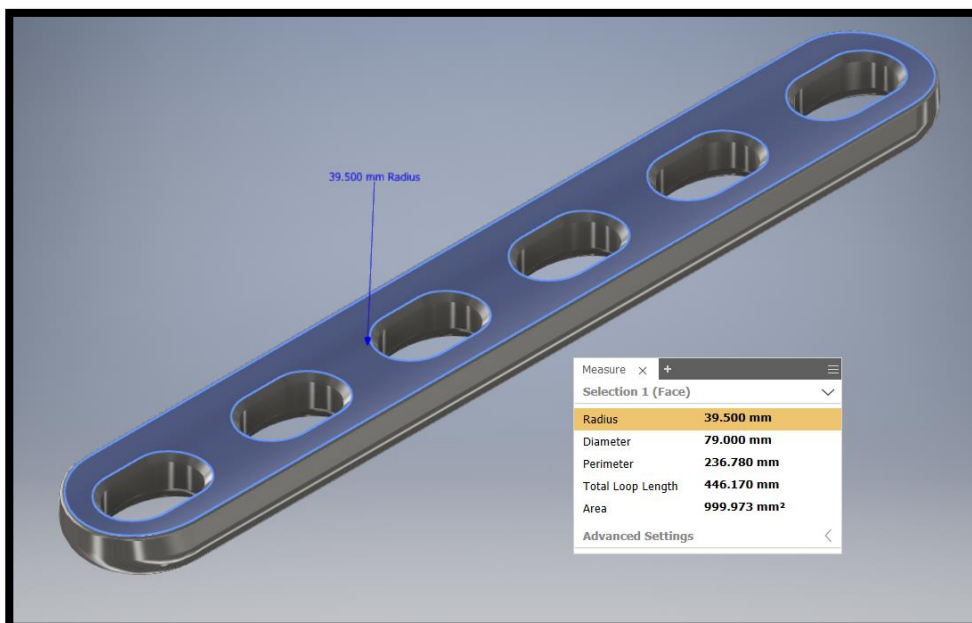 39.500 mm Radius
Measure × +
Selection 1 (Face)
Radius 39.500 mm
Diameter 79.000 mm
Perimeter 236.780 mm
Total Loop Length 446.170 mm
Area 999.973 mm²
Advanced Settings